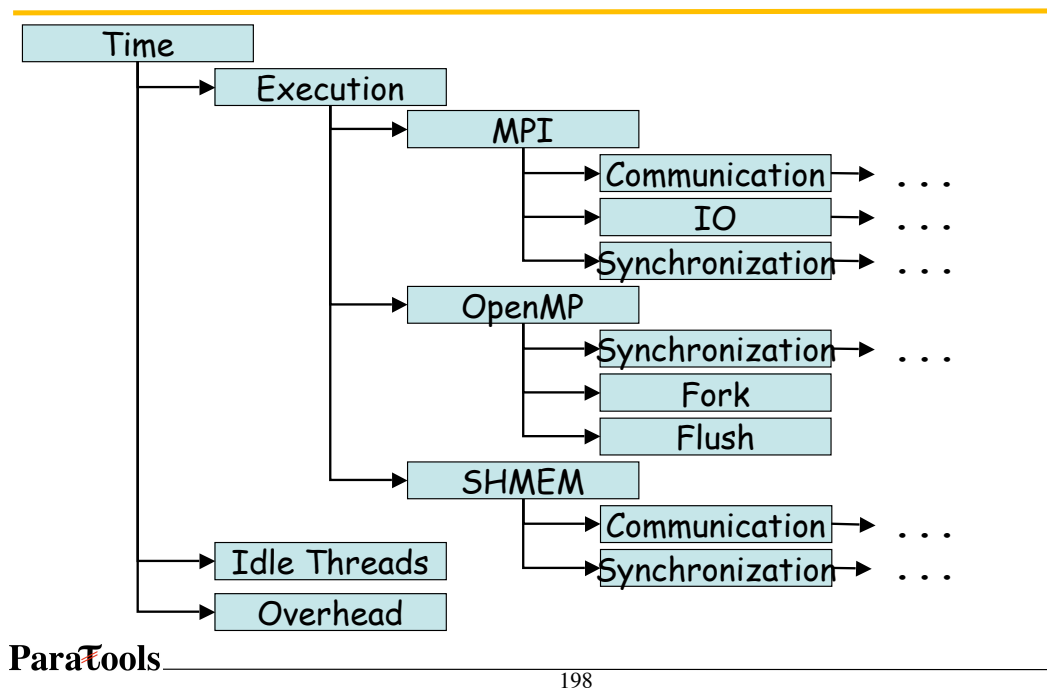 Time
Execution
MPI
Communication . . .
IO . . .
Synchronization . . .
OpenMP
Synchronization . . .
Fork
Flush
SHMEM
Communication . . .
Synchronization . . .
Idle Threads
Overhead
ParaTools
198